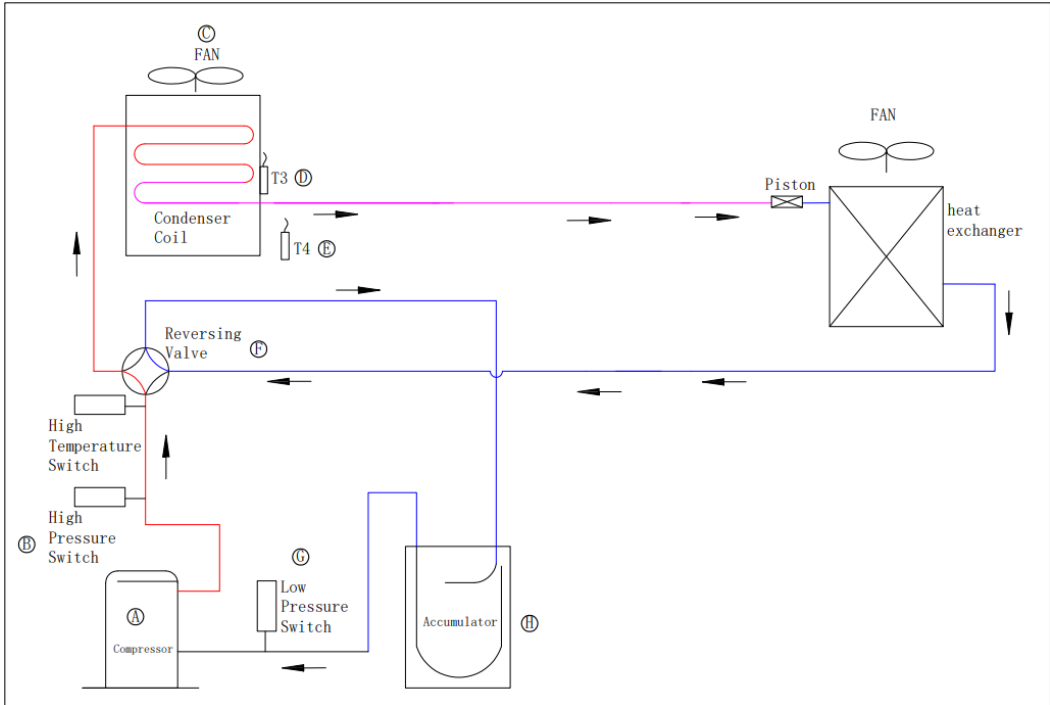 Ⓒ
FAN
FAN
T3 Ⓓ
Piston
Condenser
Coil
T4 Ⓔ
heat
exchanger
Reversing
Valve Ⓕ
High
Temperature
Switch
High
Pressure
Switch
Ⓑ
Ⓖ
Low
Pressure
Switch
Ⓐ
Compressor
Accumulator
Ⓗ